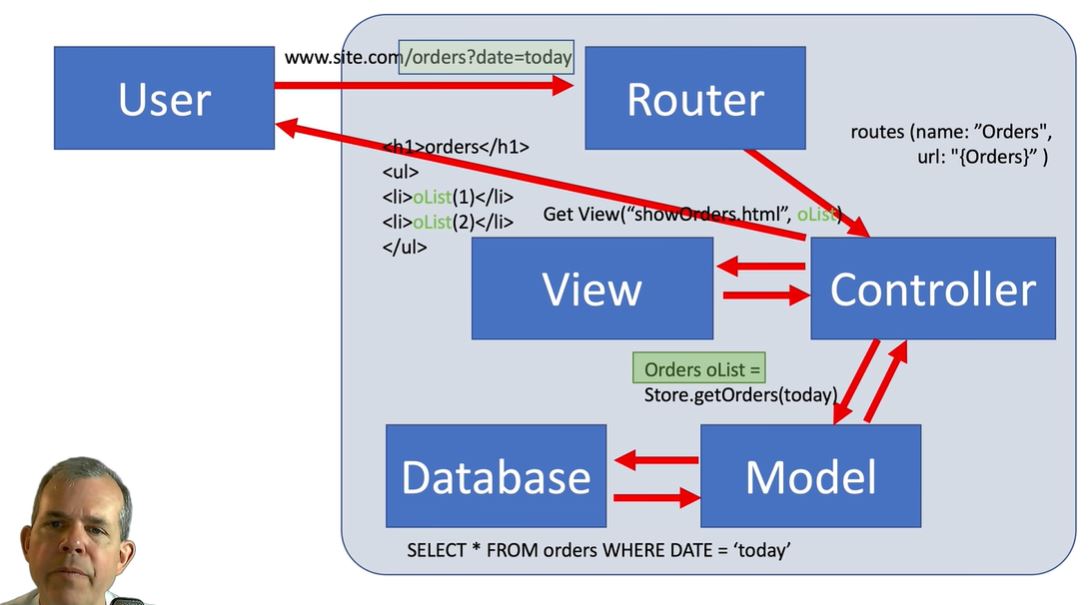 www.site.com/orders?date=today
User
Router
routes (name: ”Orders",
url: "{Orders}” )
<h1>orders</h1>
<ul>
<li>oList(1)</li>
<li>oList(2)</li>
</ul>
Get View(“showOrders.html”, oList)
View
Controller
Orders oList =
Store.getOrders(today)
Database
Model
SELECT * FROM orders WHERE DATE = ‘today’